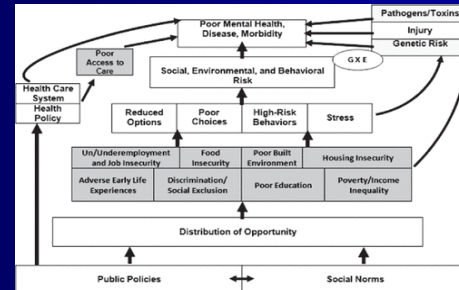 Pathogens/Toxins
Poor Mental Health,
Disease, Morbidity
Injury
Genetic Risk
Poor
Access to
Care
G X E
Social, Environmental, and Behavioral
Risk
Health Care
System
Health
Policy
Reduced
Options
Poor
Choices
High-Risk
Behaviors
Stress
Un/Underemployment
and Job Insecurity
Food
Insecurity
Poor Built
Environment
Housing Insecurity
Adverse Early Life
Experiences
Discrimination/
Social Exclusion
Poor Education
Poverty/Income
Inequality
Distribution of Opportunity
Public Policies
Social Norms